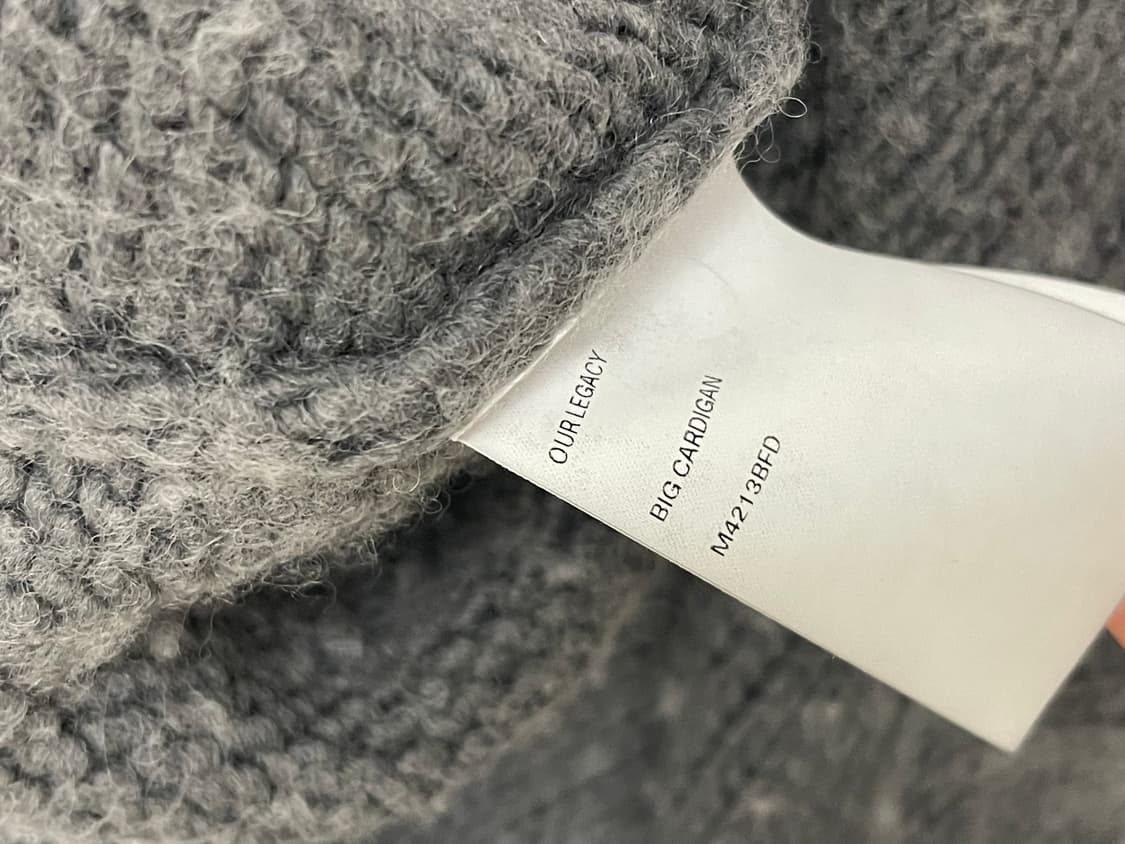 OUR LEGACY
BIG CARDIGAN
M4213BFD